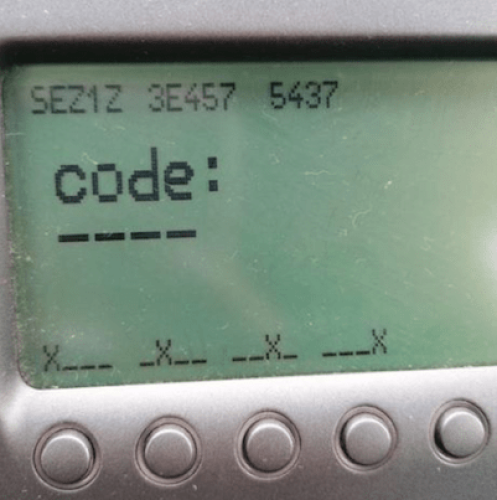 SEZ1Z 3E457 5437
code:
----
X___ _X__ __X_ ___X